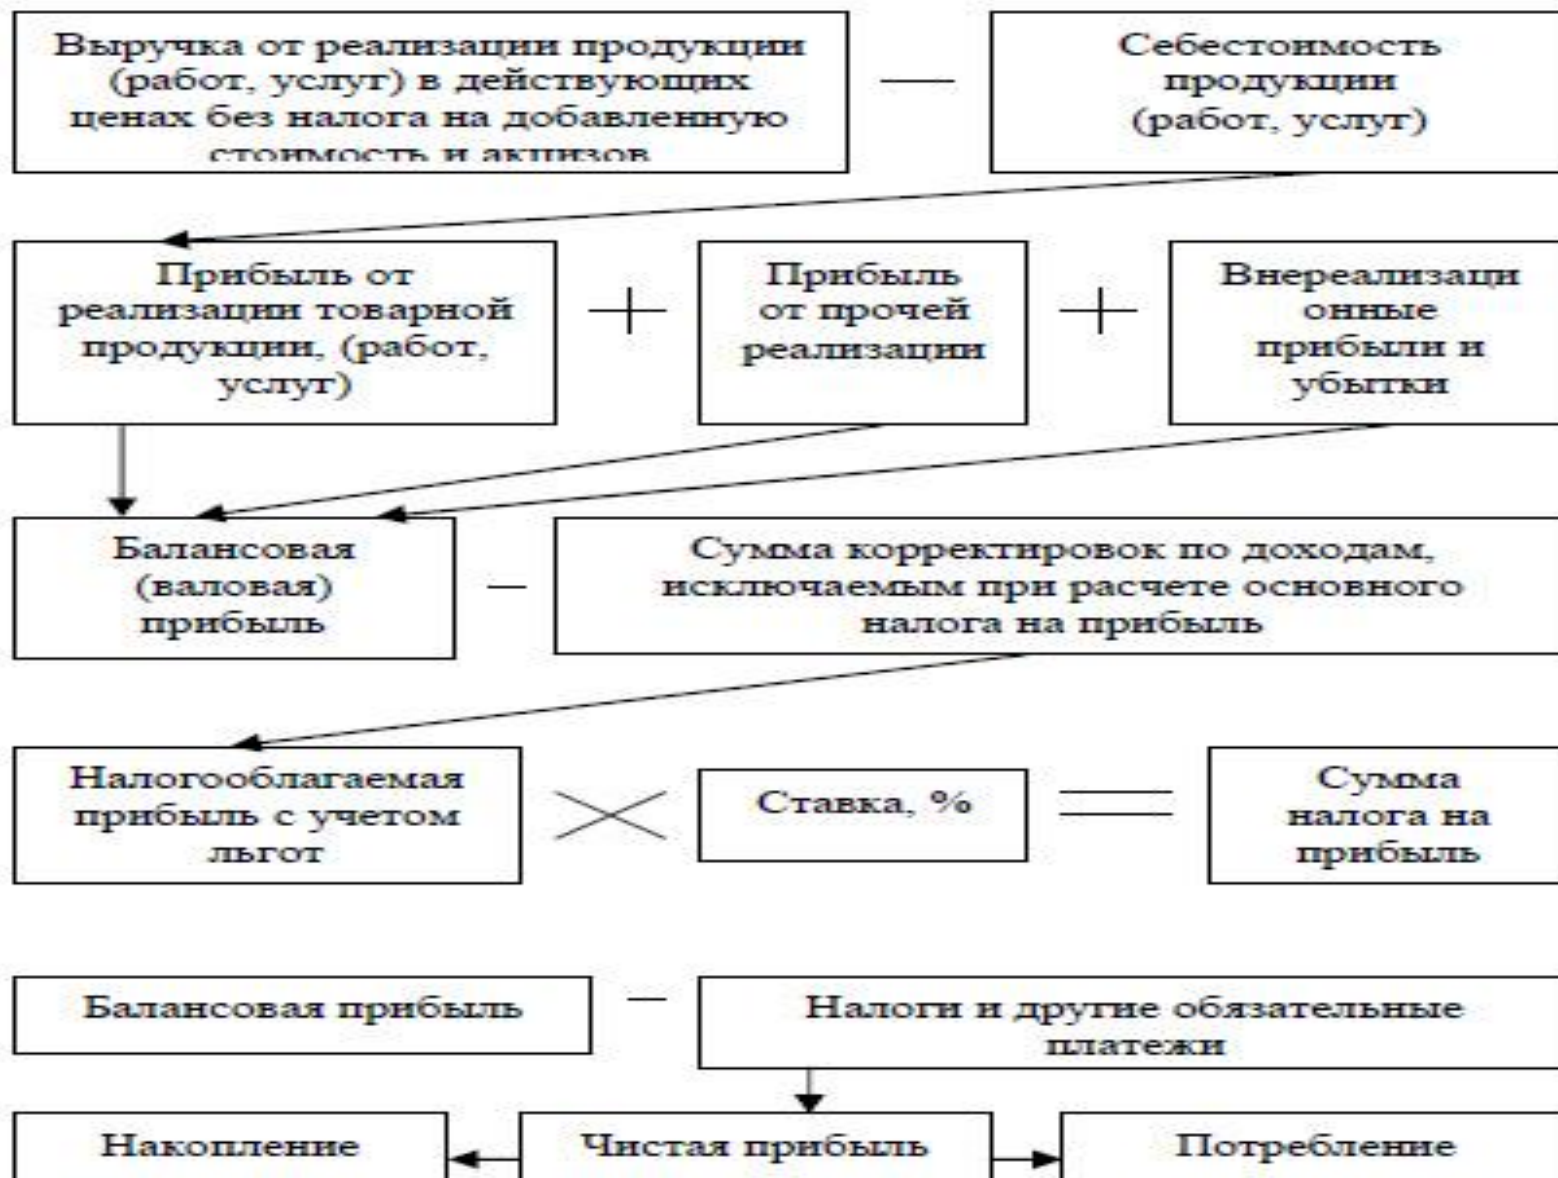 Выручка от реализации продукции
(работ, услуг) в действующих
ценах без налога на добавленную
стоимость и акцизов
Себестоимость
продукции
(работ, услуг)
Прибыль от
реализации товарной
продукции, (работ,
услуг)
Прибыль
от прочей
реализации
Внереализаци
онные
прибыли и
убытки
Балансовая
(валовая)
прибыль
Сумма корректировок по доходам,
исключаемым при расчете основного
налога на прибыль
Налогооблагаемая
прибыль с учетом
льгот
Ставка, %
Сумма
налога на
прибыль
Балансовая прибыль
Налоги и другие обязательные
платежи
Накопление
Чистая прибыль
Потребление